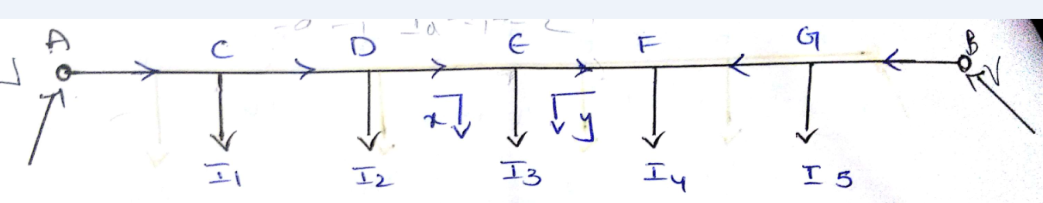 A C D E F G B
V V
x y
I1 I2 I3 I4 I5